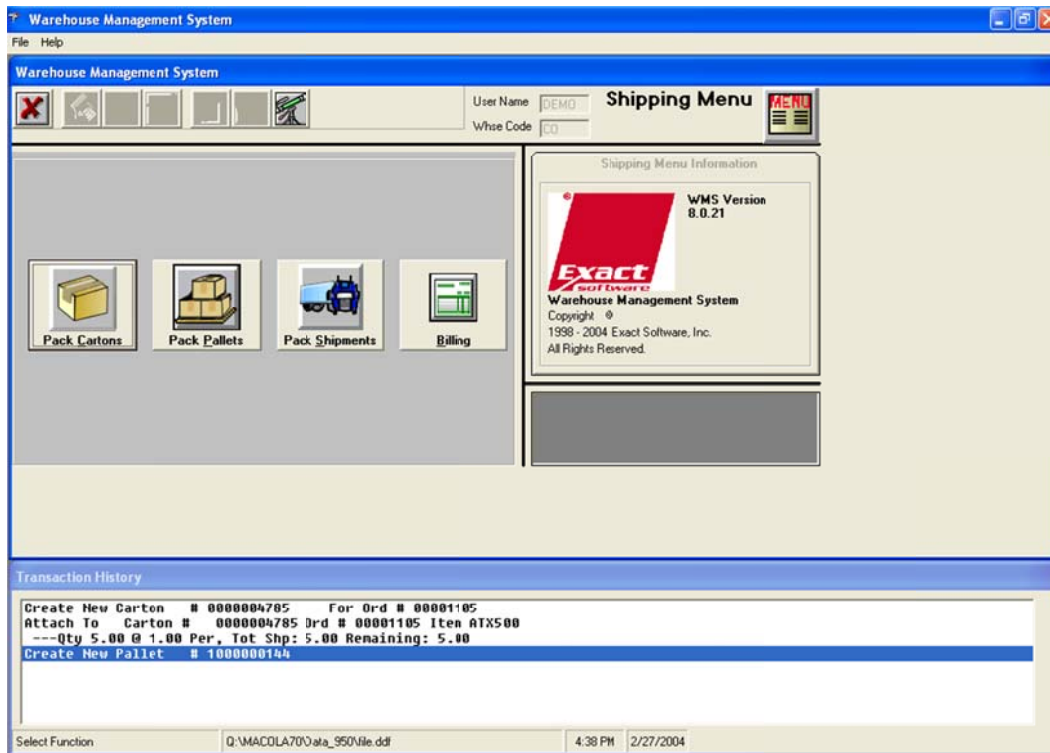 Warehouse Management System
File Help
Warehouse Management System
User Name DEMO
Whse Code CO
Shipping Menu
MENU
Shipping Menu Information
WMS Version
8.0.21
Exact
software
Warehouse Management System
Copyright ®
1998 - 2004 Exact Software, Inc.
All Rights Reserved.
Pack Cartons
Pack Pallets
Pack Shipments
Billing
Transaction History
Create New Carton # 0000004785 For Ord # 00001105
Attach To Carton # 0000004785 Ord # 00001105 Item ATX500
---Qty 5.00 @ 1.00 Per, Tot Shp: 5.00 Remaining: 5.00
Create New Pallet # 1000000144
Select Function Q:\MACOLA70\Data_950\file.ddf 4:38 PM 2/27/2004